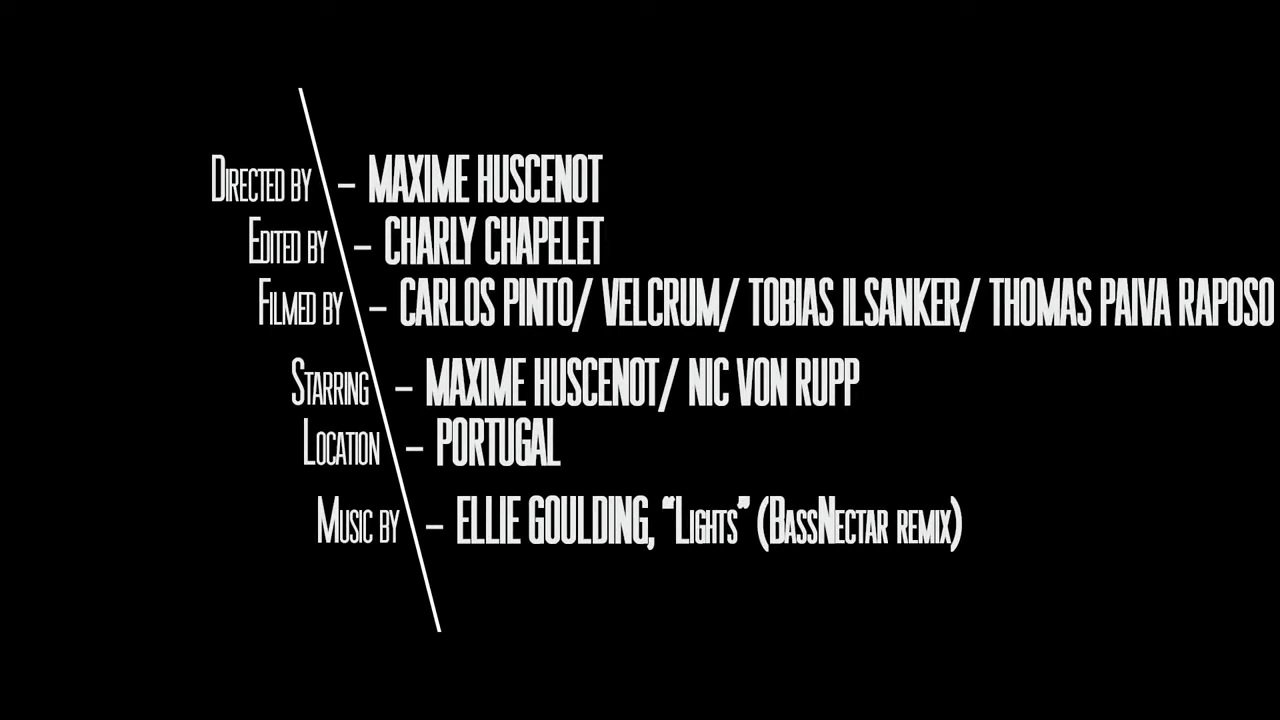 Directed by – MAXIME HUSCENOT
Edited by – CHARLY CHAPELET
Filmed by – CARLOS PINTO/ VELCRUM/ TOBIAS ILSANKER/ THOMAS PAIVA RAPOSO
Starring – MAXIME HUSCENOT/ NIC VON RUPP
Location – PORTUGAL
Music by – ELLIE GOULDING, “Lights” (BassNectar remix)